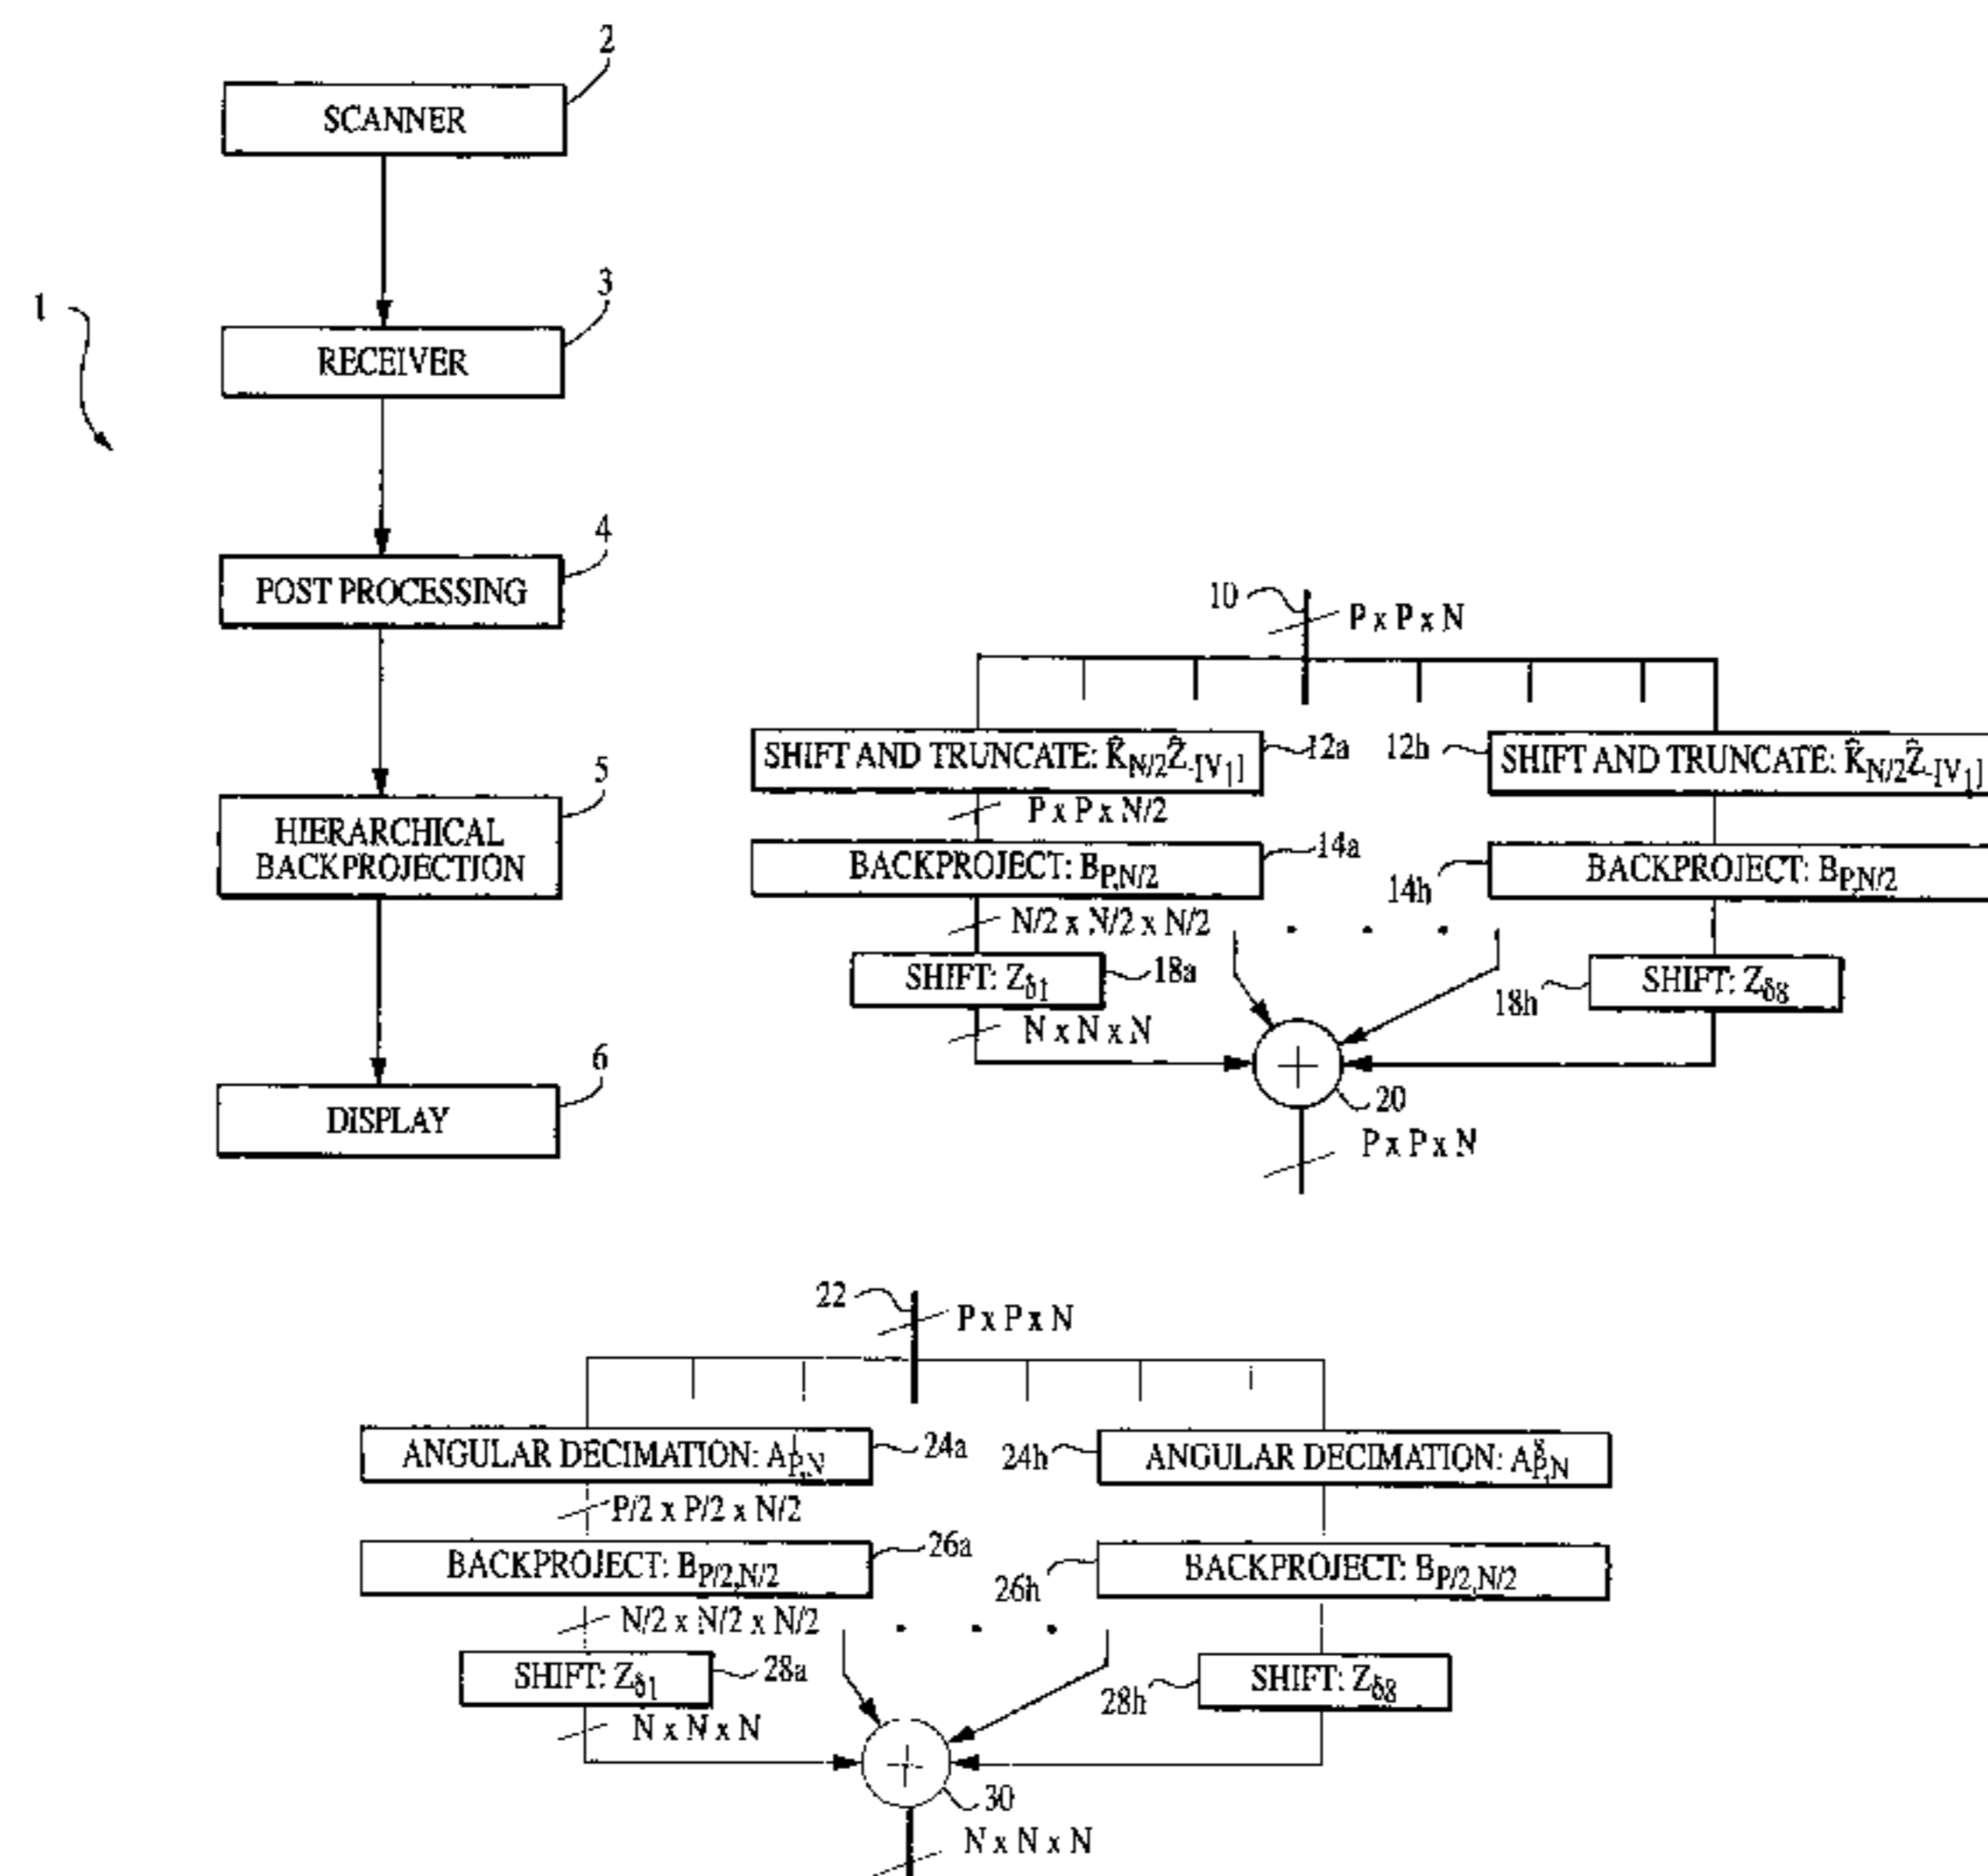 2
SCANNER
3
1
RECEIVER
4
POST PROCESSING
5
HIERARCHICAL
BACKPROJECTION
6
DISPLAY
10
P x P x N
SHIFT AND TRUNCATE: K̂N/2Ẑ-[V1]
12a
12h
SHIFT AND TRUNCATE: K̂N/2Ẑ-[V1]
P x P x N/2
BACKPROJECT: BP,N/2
14a
14h
BACKPROJECT: BP,N/2
N/2 x N/2 x N/2
SHIFT: Zδ1
18a
18h
SHIFT: Zδ8
N x N x N
20
P x P x N
22
P x P x N
ANGULAR DECIMATION: A1P,N
24a
24h
ANGULAR DECIMATION: A8P,N
P/2 x P/2 x N/2
BACKPROJECT: BP/2,N/2
26a
26h
BACKPROJECT: BP/2,N/2
N/2 x N/2 x N/2
SHIFT: Zδ1
28a
28h
SHIFT: Zδ8
N x N x N
30
N x N x N